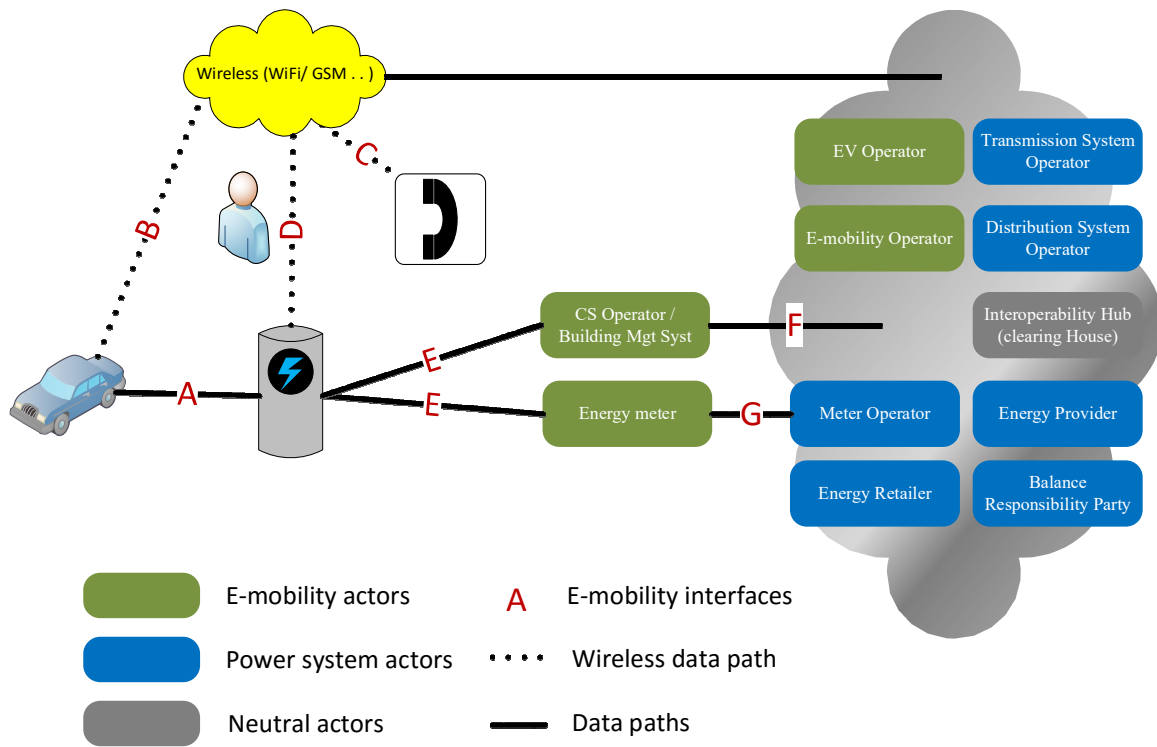 Wireless (WiFi/ GSM . . )
EV Operator
Transmission System
Operator
C
B
D
E-mobility Operator
Distribution System
Operator
CS Operator /
Building Mgt Syst
F
Interoperability Hub
(clearing House)
E
A
E
Energy meter
G
Meter Operator
Energy Provider
Energy Retailer
Balance
Responsibility Party
E-mobility actors
A
E-mobility interfaces
Power system actors
Wireless data path
Neutral actors
Data paths